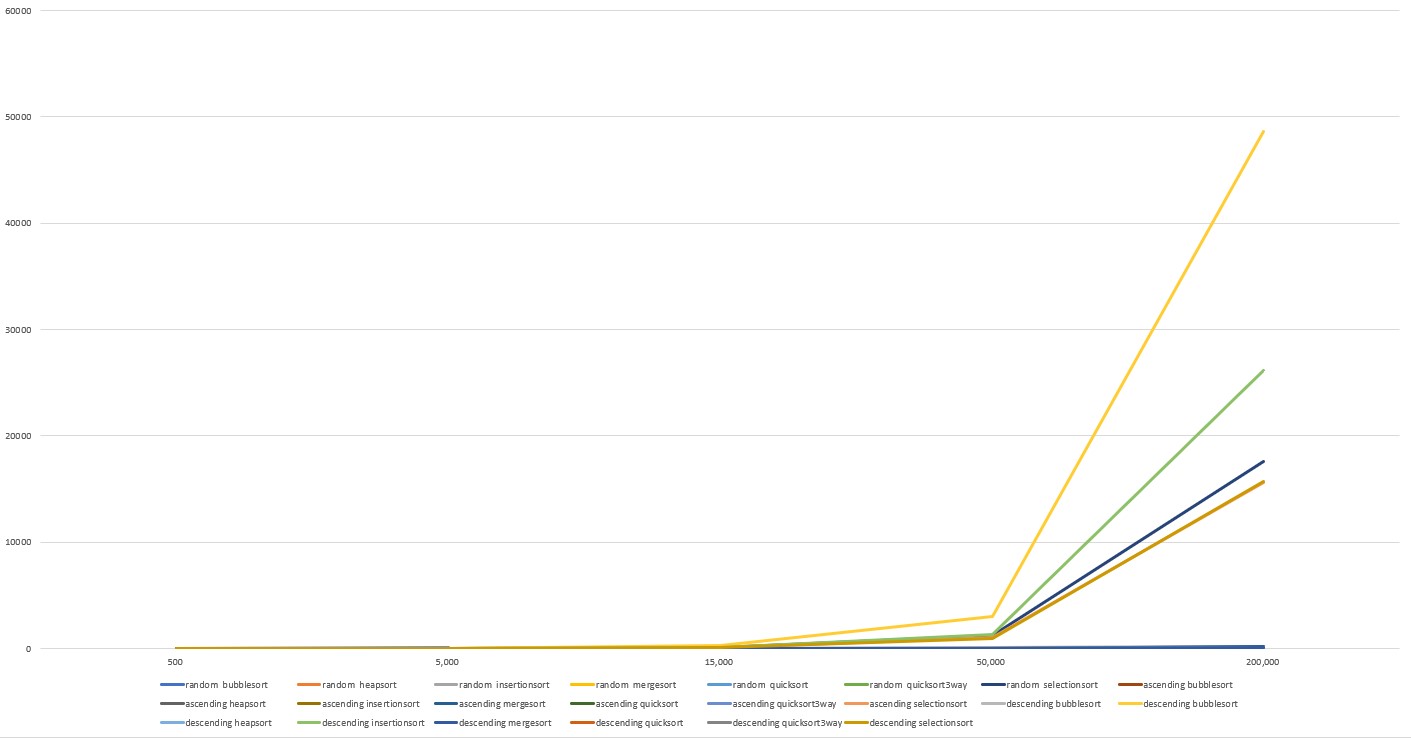 60000
50000
40000
30000
20000
10000
0
500 5,000 15,000 50,000 200,000
random bubblesort random heapsort random insertionsort random mergesort random quicksort random quicksort3way random selectionsort ascending bubblesort
ascending heapsort ascending insertionsort ascending mergesort ascending quicksort ascending quicksort3way ascending selectionsort descending bubblesort descending bubblesort
descending heapsort descending insertionsort descending mergesort descending quicksort descending quicksort3way descending selectionsort